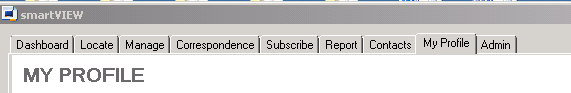 smartVIEW
Dashboard Locate Manage Correspondence Subscribe Report Contacts My Profile Admin
MY PROFILE